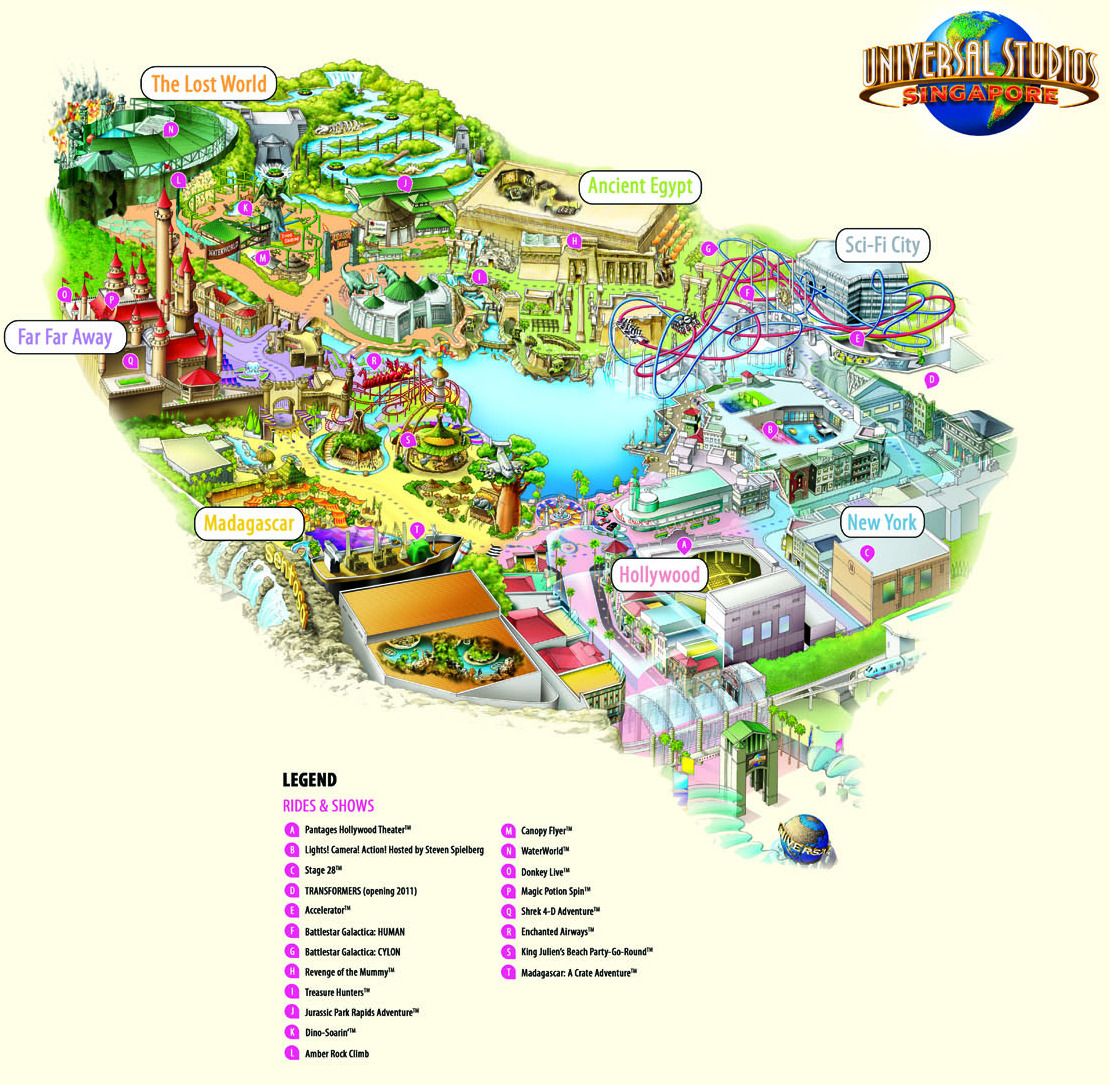 UNIVERSAL STUDIOS
SINGAPORE
The Lost World
Ancient Egypt
Sci-Fi City
Far Far Away
Madagascar
New York
Hollywood
N
L
J
K
WATERWORLD
M
H
G
I
F
O
P
E
Q
R
D
B
S
T
A
C
UNIVERSAL
LEGEND
RIDES & SHOWS
A Pantages Hollywood Theater™
B Lights! Camera! Action! Hosted by Steven Spielberg
C Stage 28™
D TRANSFORMERS (opening 2011)
E Accelerator™
F Battlestar Galactica: HUMAN
G Battlestar Galactica: CYLON
H Revenge of the Mummy™
I Treasure Hunters™
J Jurassic Park Rapids Adventure™
K Dino-Soarin'™
L Amber Rock Climb
M Canopy Flyer™
N WaterWorld™
O Donkey Live™
P Magic Potion Spin™
Q Shrek 4-D Adventure™
R Enchanted Airways™
S King Julien's Beach Party-Go-Round™
T Madagascar: A Crate Adventure™